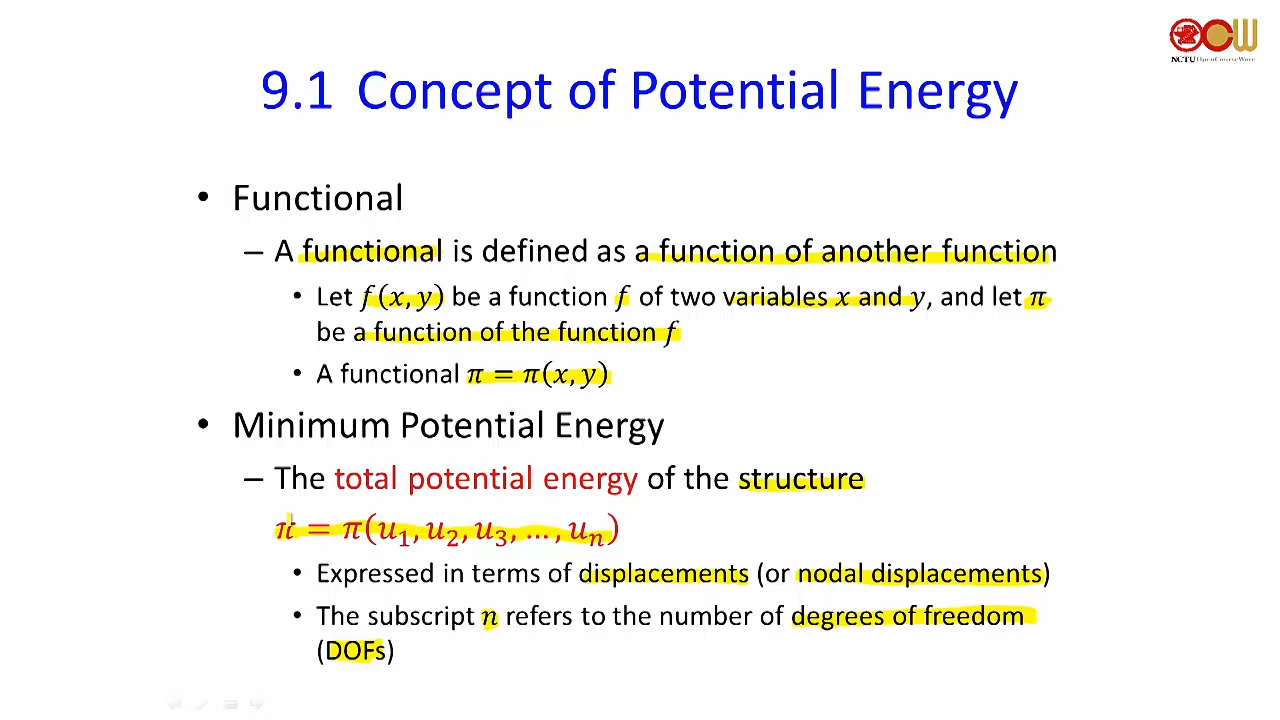 OCW
NCTU OpenCourseWare
9.1 Concept of Potential Energy
• Functional
– A functional is defined as a function of another function
• Let f(x, y) be a function f of two variables x and y, and let π
be a function of the function f
• A functional π = π(x, y)
• Minimum Potential Energy
– The total potential energy of the structure
π = π(u₁, u₂, u₃, … , uₙ)
• Expressed in terms of displacements (or nodal displacements)
• The subscript n refers to the number of degrees of freedom
(DOFs)